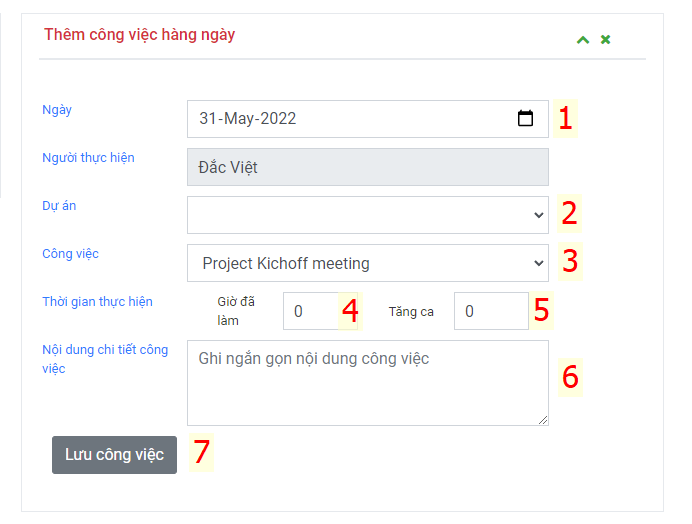 Thêm công việc hàng ngày
Ngày
31-May-2022
1
Người thực hiện
Đắc Việt
Dự án
2
Công việc
Project Kichoff meeting
3
Thời gian thực hiện
Giờ đã
làm
0
4
Tăng ca
0
5
Nội dung chi tiết công
việc
Ghi ngắn gọn nội dung công việc
6
Lưu công việc
7